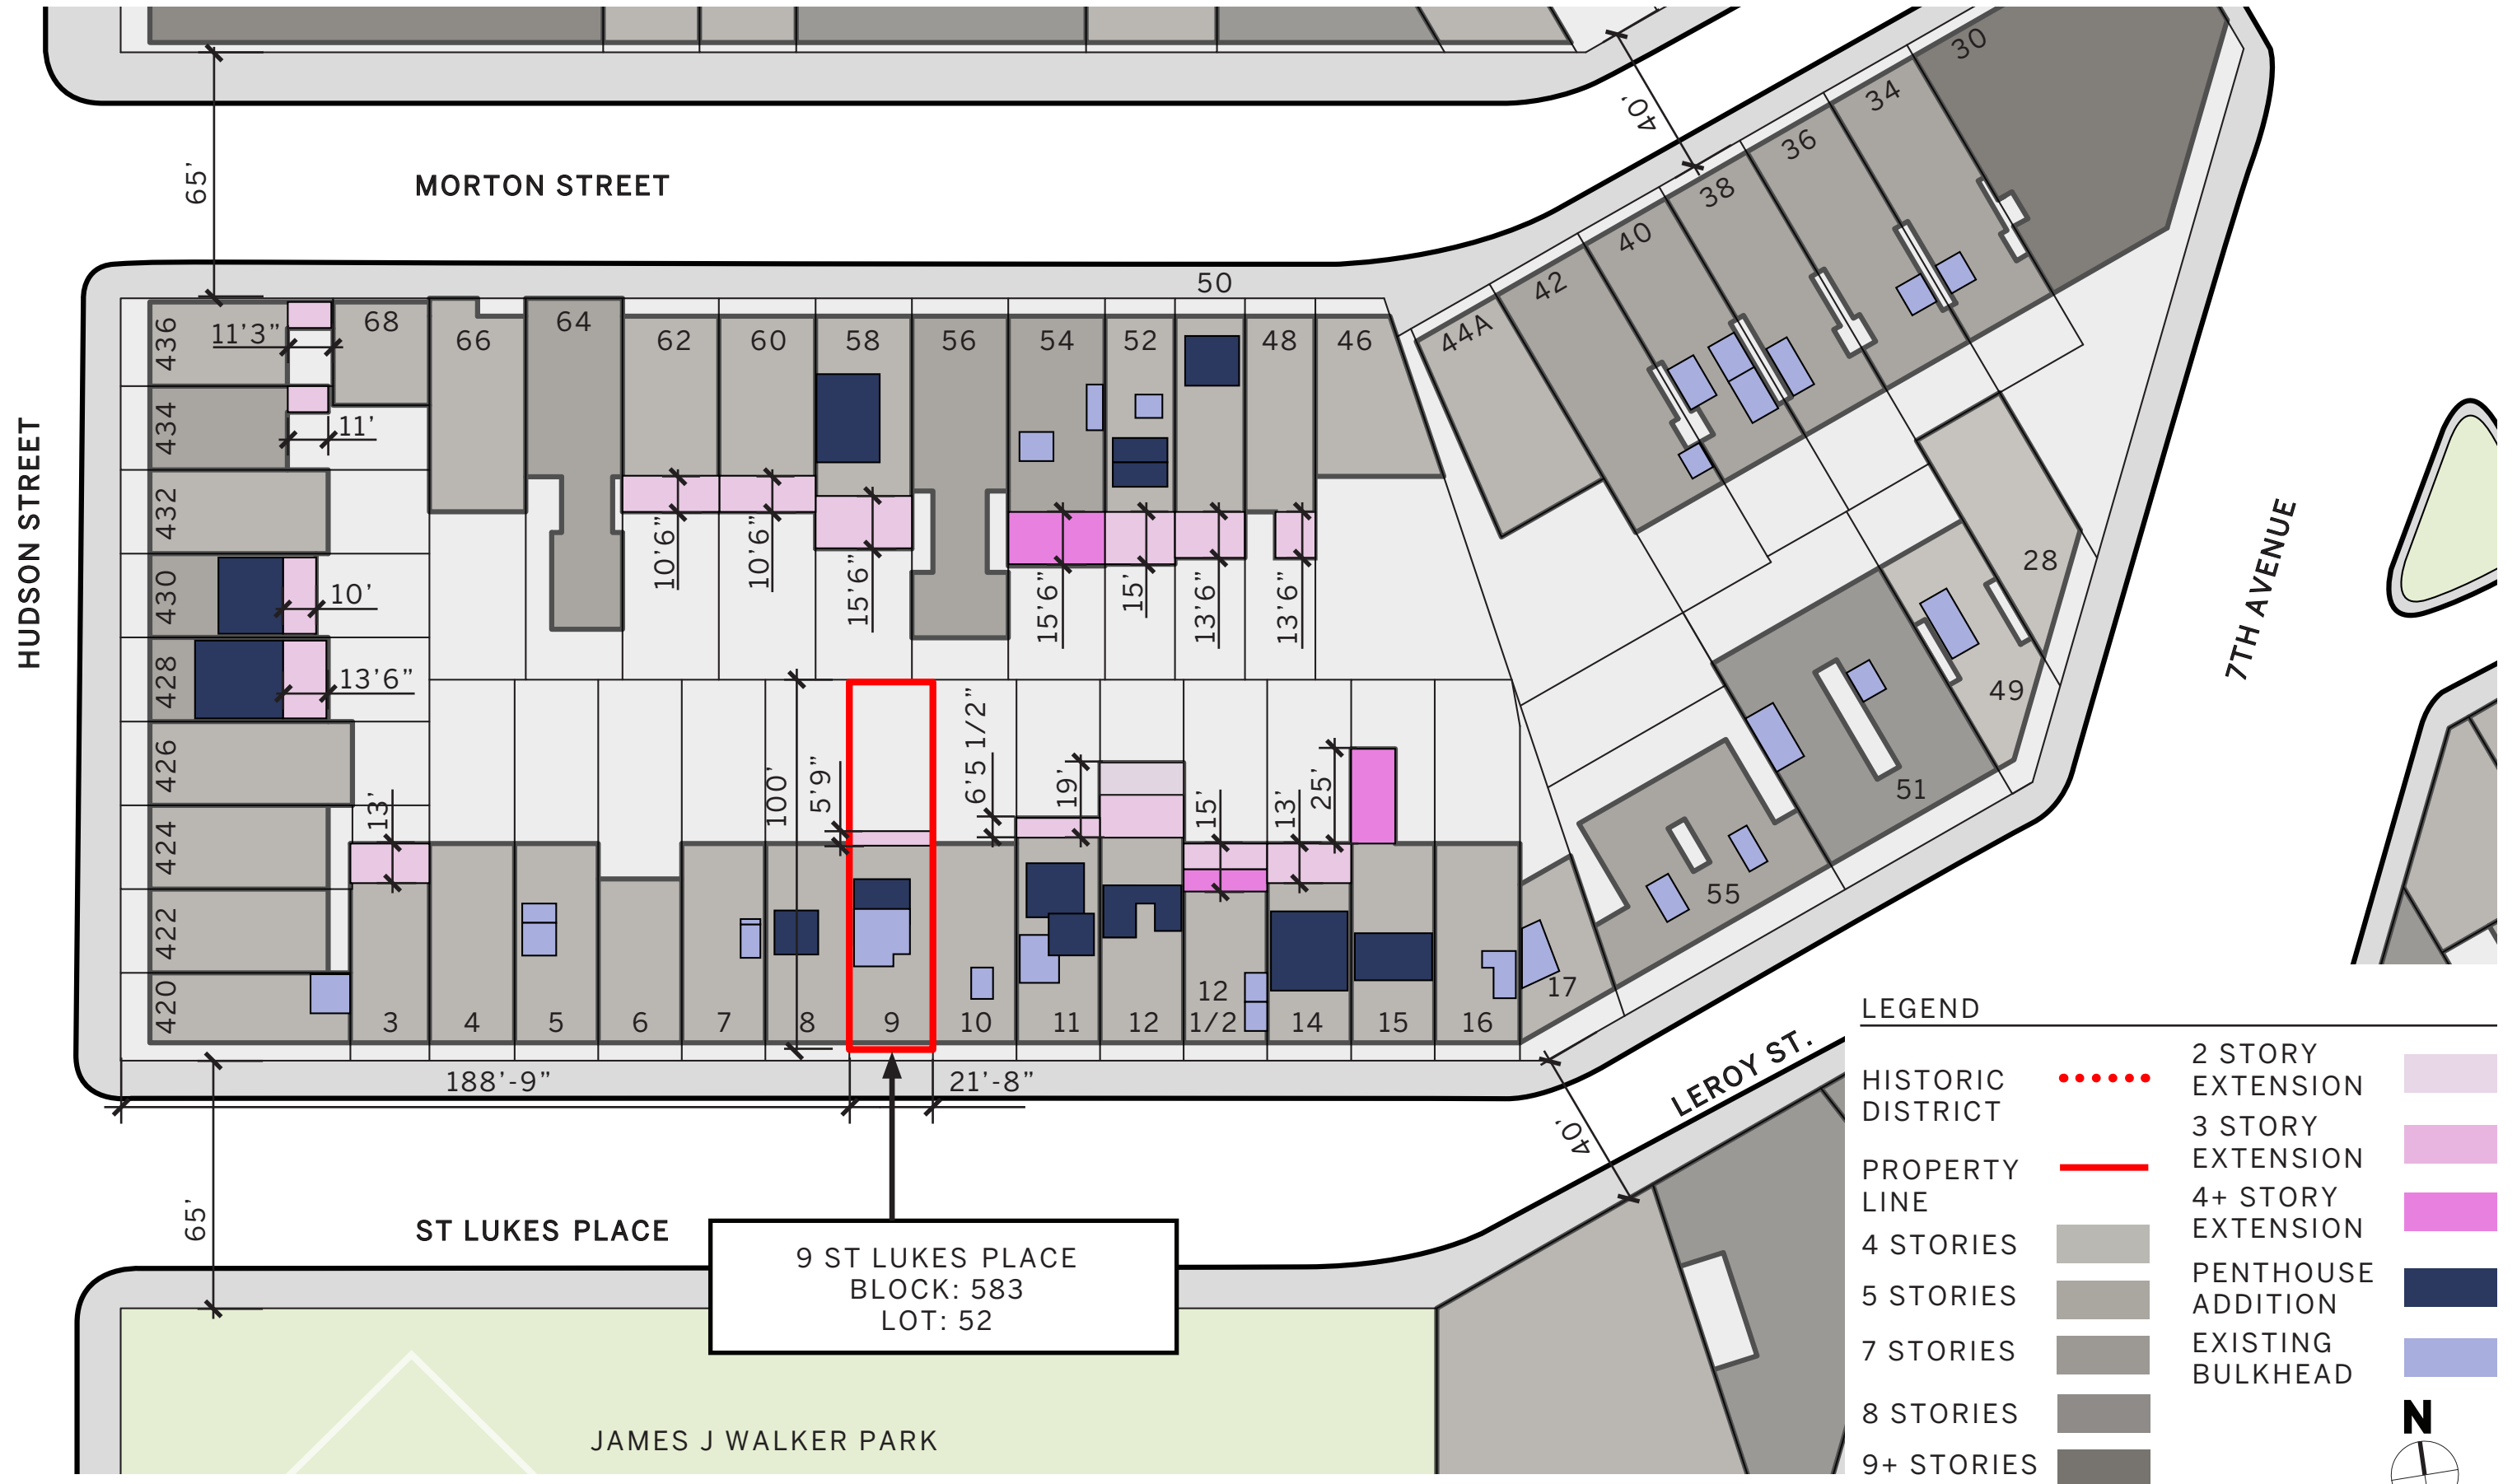 30
34
36
38
40
42
44A
40'
65'
MORTON STREET
50
436
11'3"
68
66
64
62
60
58
56
54
52
48
46
434
11'
432
430
10'
428
13'6"
426
424
422
420
HUDSON STREET
10'6"
10'6"
15'6"
15'6"
15'
13'6"
13'6"
28
49
51
55
17
7TH AVENUE
13'
100'
5'9"
6'5 1/2"
19'
15'
13'
25'
3
4
5
6
7
8
9
10
11
12
12
1/2
14
15
16
188'-9"
21'-8"
65'
ST LUKES PLACE
LEROY ST.
40'
9 ST LUKES PLACE
BLOCK: 583
LOT: 52
JAMES J WALKER PARK
LEGEND
HISTORIC
DISTRICT
PROPERTY
LINE
4 STORIES
5 STORIES
7 STORIES
8 STORIES
9+ STORIES
2 STORY
EXTENSION
3 STORY
EXTENSION
4+ STORY
EXTENSION
PENTHOUSE
ADDITION
EXISTING
BULKHEAD
N